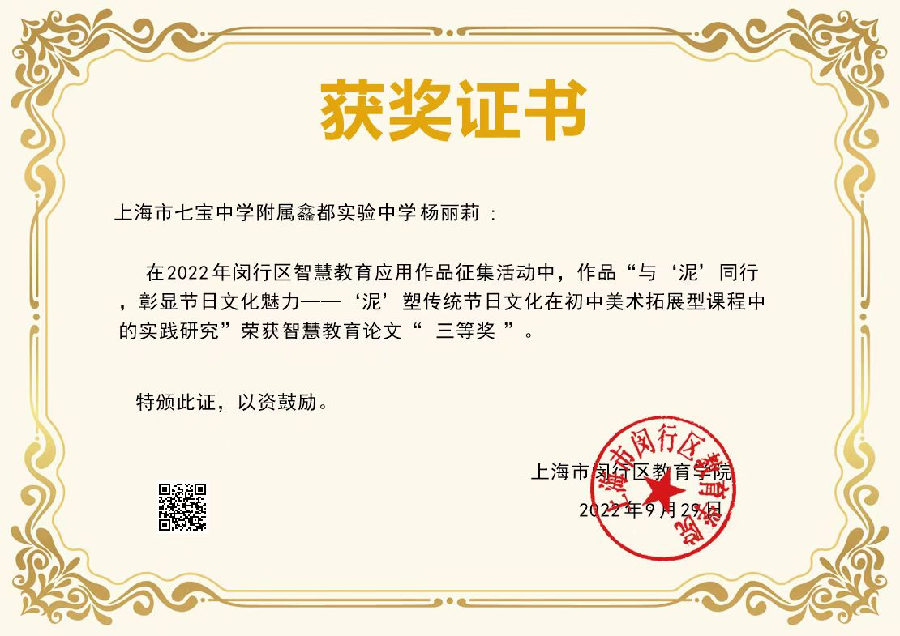 获奖证书
上海市七宝中学附属鑫都实验中学 杨丽莉 ：
在2022年闵行区智慧教育应用作品征集活动中，作品“与‘泥’同行
，彰显节日文化魅力——‘泥’塑传统节日文化在初中美术拓展型课程中
的实践研究”荣获智慧教育论文“ 三等奖 ”。
特颁此证，以资鼓励。
上海市闵行区教育学院
上海市闵行区教育学院
2022年9月29日